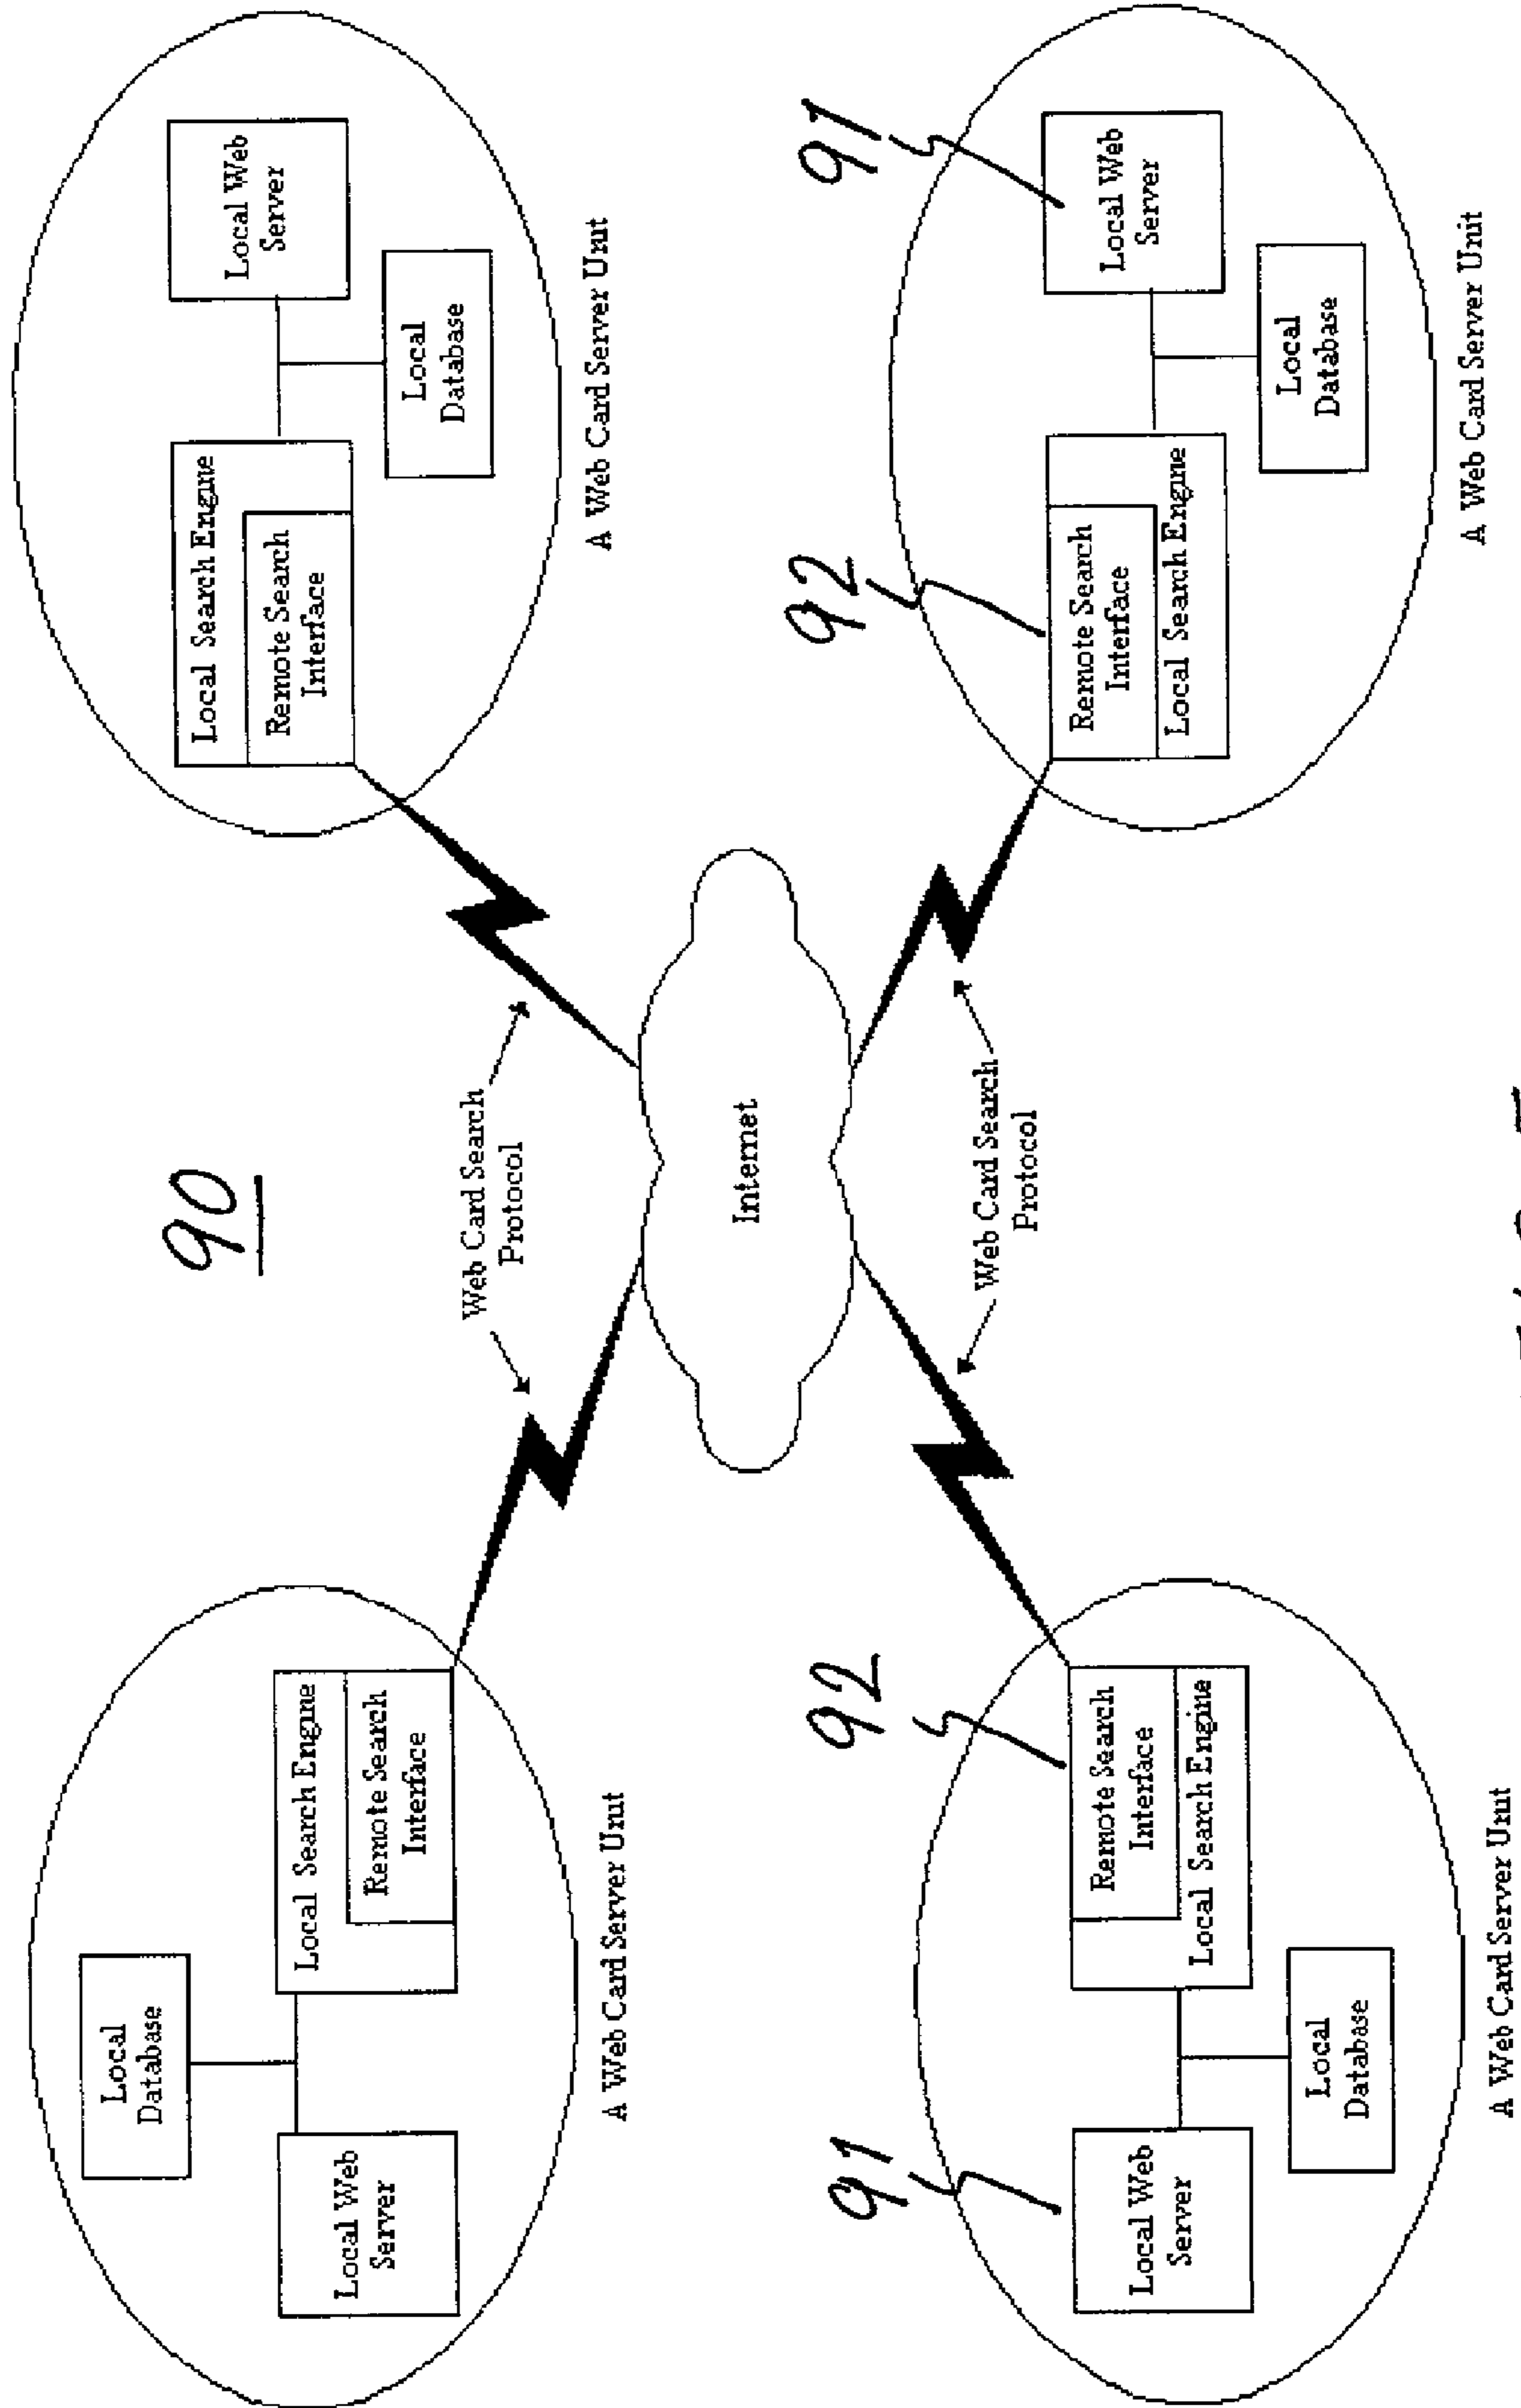 Local
Database
Local Search Engine
Remote Search
Interface
Local Web
Server
A Web Card Server Unit
90
Local Search Engine
Remote Search
Interface
Local Web
Server
Local
Database
A Web Card Server Unit
Web Card Search
Protocol
Internet
Web Card Search
Protocol
91
92
Remote Search
Interface
Local Search Engine
Local Web
Server
Local
Database
A Web Card Server Unit
92
91
Remote Search
Interface
Local Search Engine
Local Web
Server
Local
Database
A Web Card Server Unit